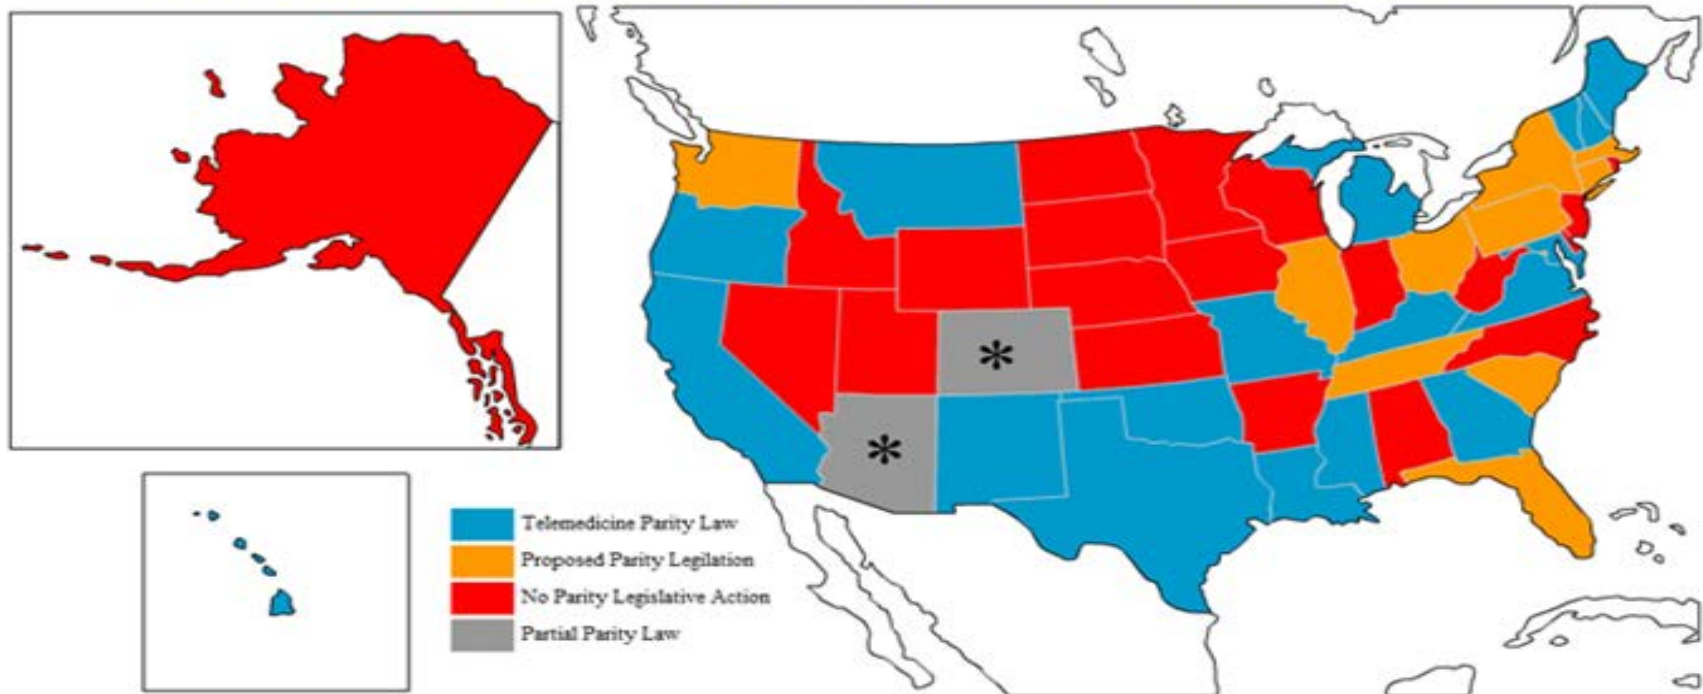 *
*
Telemedicine Parity Law
Proposed Parity Legilation
No Parity Legislative Action
Partial Parity Law